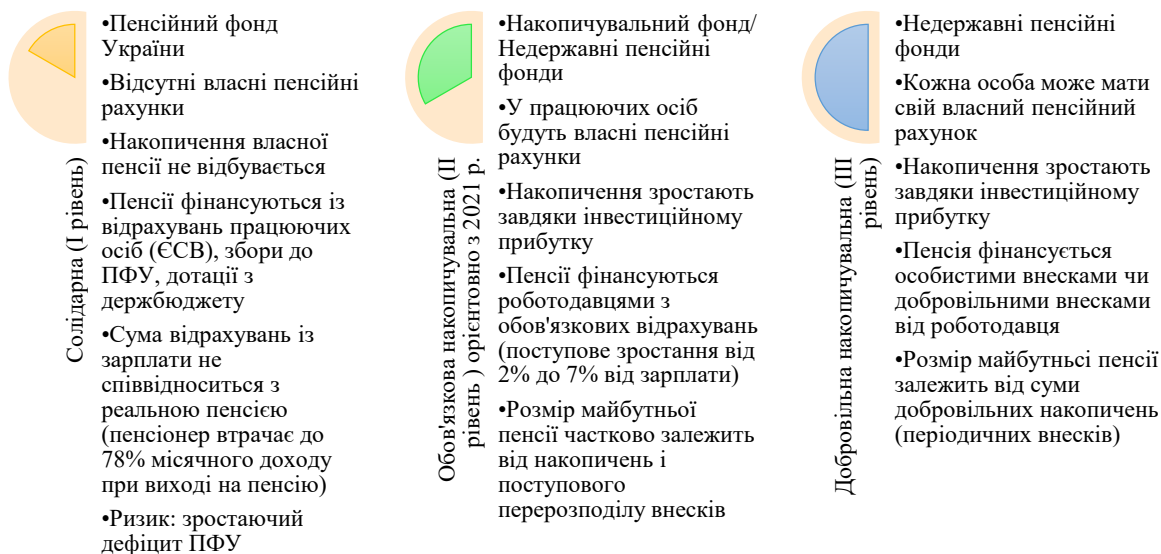 Солідарна (І рівень)
•Пенсійний фонд
України
•Відсутні власні пенсійні
рахунки
•Накопичення власної
пенсії не відбувається
•Пенсії фінансуються із
відрахувань працюючих
осіб (ЄСВ), збори до
ПФУ, дотації з
держбюджету
•Сума відрахувань із
зарплати не
співвідноситься з
реальною пенсією
(пенсіонер втрачає до
78% місячного доходу
при виході на пенсію)
•Ризик: зростаючий
дефіцит ПФУ
Обов'язкова накопичувальна (ІІ
рівень ) орієнтовно з 2021 р.
•Накопичувальний фонд/
Недержавні пенсійні
фонди
•У працюючих осіб
будуть власні пенсійні
рахунки
•Накопичення зростають
завдяки інвестиційному
прибутку
•Пенсії фінансуються
роботодавцями з
обов'язкових відрахувань
(поступове зростання від
2% до 7% від зарплати)
•Розмір майбутньої
пенсії частково залежить
від накопичень і
поступового
перерозподілу внесків
Добровільна накопичувальна (ІІІ
рівень)
•Недержавні пенсійні
фонди
•Кожна особа може мати
свій власний пенсійний
рахунок
•Накопичення зростають
завдяки інвестиційному
прибутку
•Пенсія фінансується
особистими внесками чи
добровільними внесками
від роботодавця
•Розмір майбутньсі пенсії
залежить від суми
добровільних накопичень
(періодичних внесків)